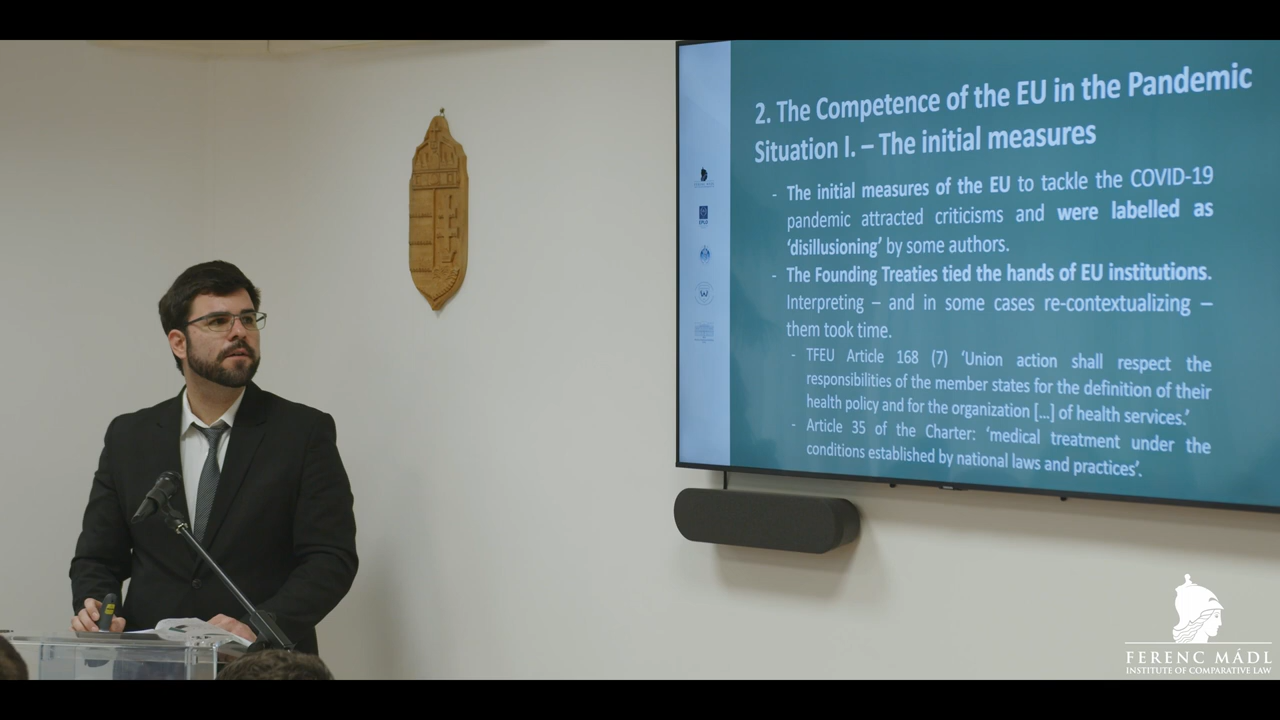 2. The Competence of the EU in the Pandemic
Situation I. – The initial measures
- The initial measures of the EU to tackle the COVID-19
pandemic attracted criticisms and were labelled as
‘disillusioning’ by some authors.
- The Founding Treaties tied the hands of EU institutions.
Interpreting – and in some cases re-contextualizing –
them took time.
- TFEU Article 168 (7) ‘Union action shall respect the
responsibilities of the member states for the definition of their
health policy and for the organization [...] of health services.’
- Article 35 of the Charter: ‘medical treatment under the
conditions established by national laws and practices’.
FERENC MÁDL
INSTITUTE OF COMPARATIVE LAW